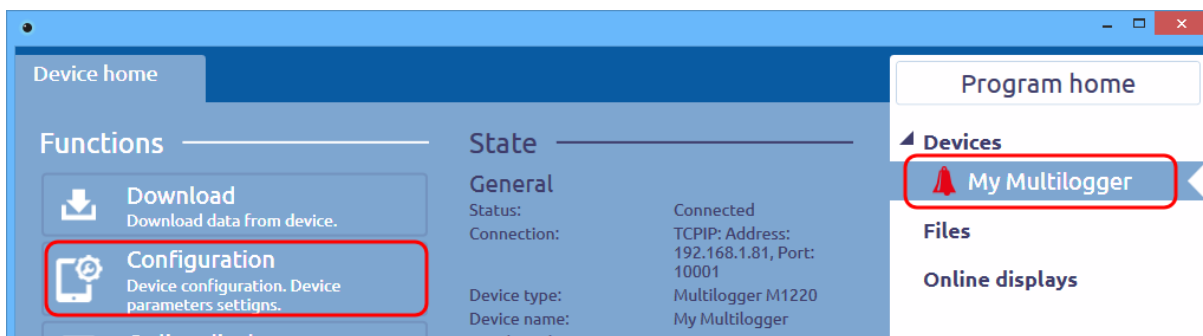 Device home
Functions
Download
Download data from device.
Configuration
Device configuration. Device
parameters settigns.
State
General
Status: Connected
Connection: TCPIP: Address:
192.168.1.81, Port:
10001
Device type: Multilogger M1220
Device name: My Multilogger
Program home
Devices
My Multilogger
Files
Online displays